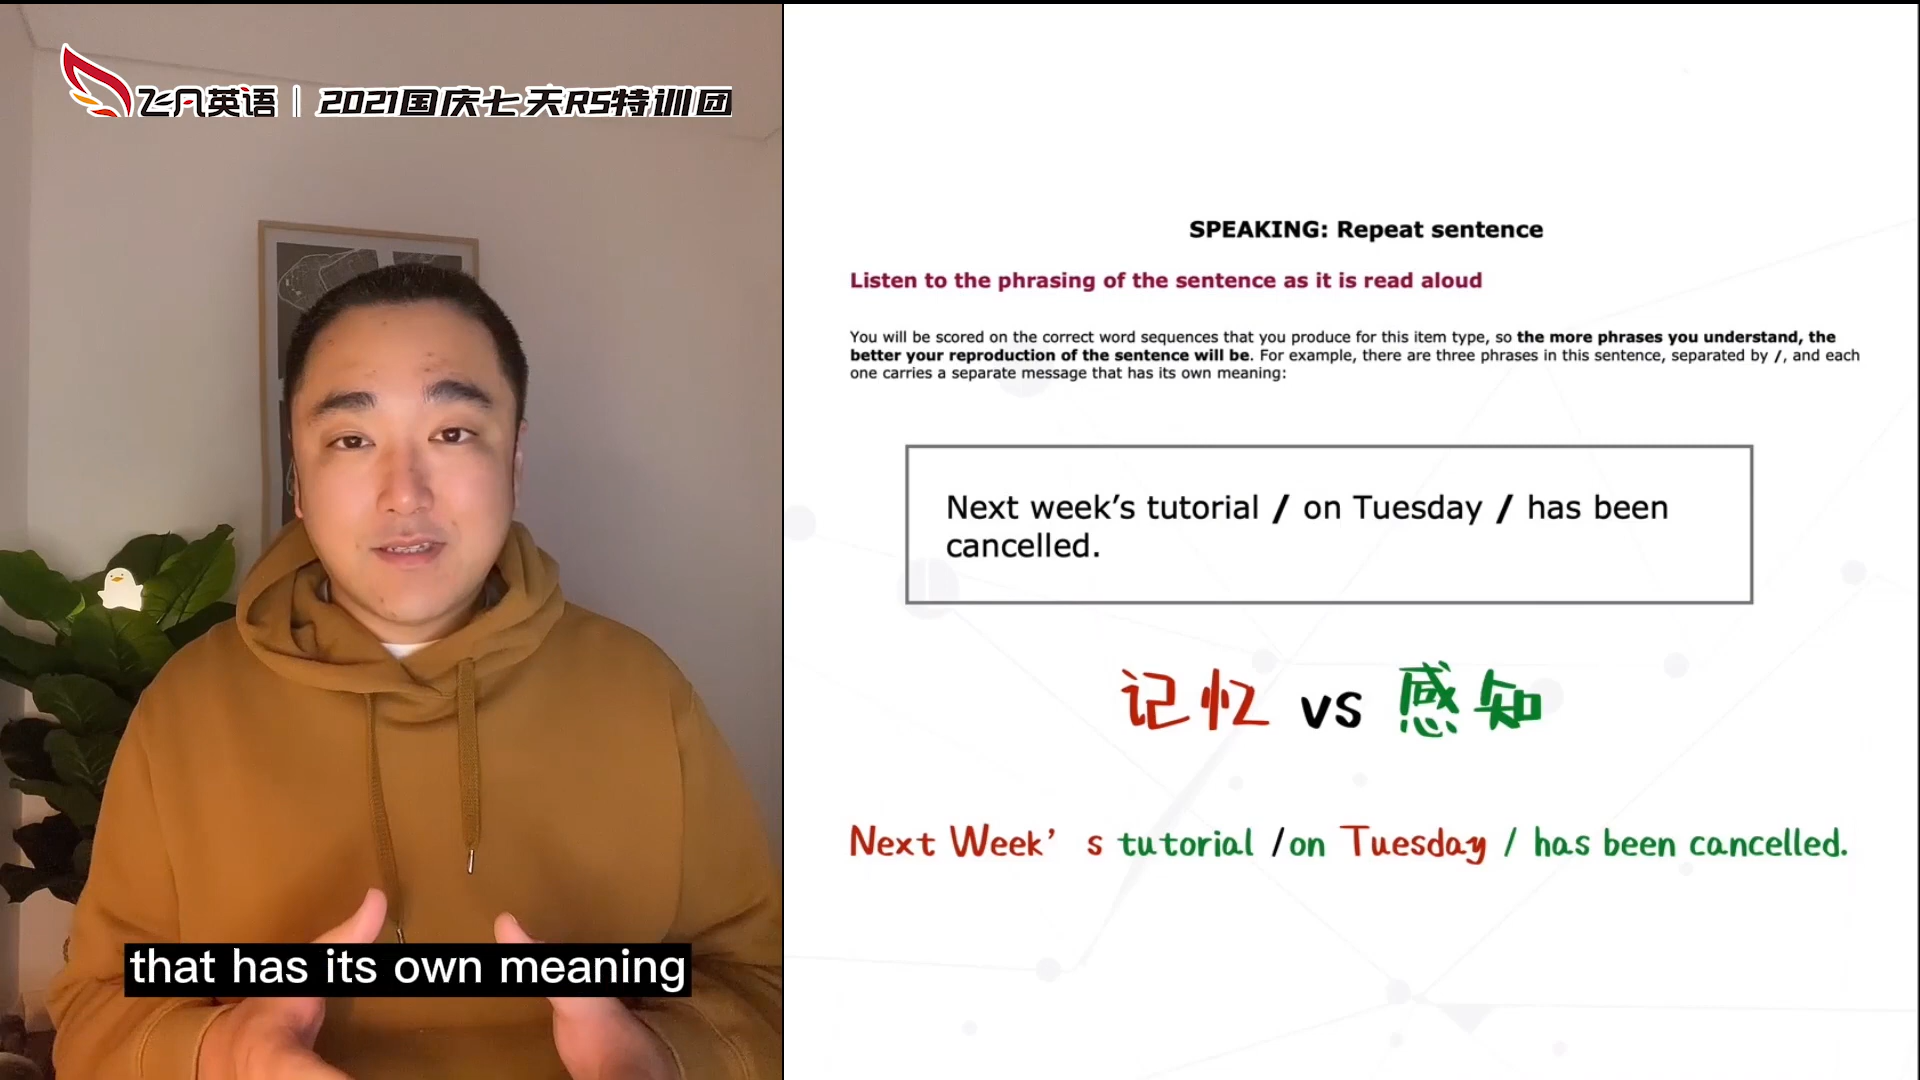 飞凡英语 | 2021国庆七天RS特训团
SPEAKING: Repeat sentence
Listen to the phrasing of the sentence as it is read aloud
You will be scored on the correct word sequences that you produce for this item type, so the more phrases you understand, the
better your reproduction of the sentence will be. For example, there are three phrases in this sentence, separated by /, and each
one carries a separate message that has its own meaning:
Next week’s tutorial / on Tuesday / has been
cancelled.
记忆 vs 感知
Next Week’s tutorial /on Tuesday / has been cancelled.
that has its own meaning